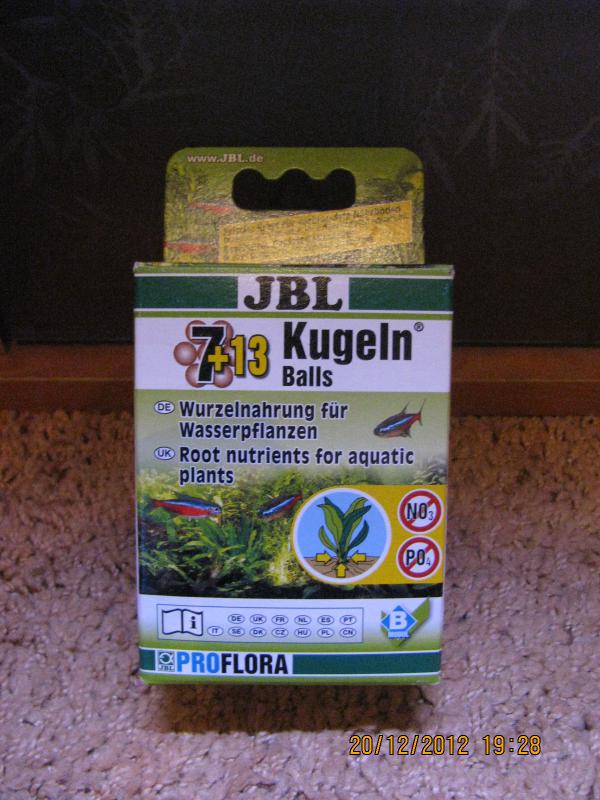 www.JBL.de
JBL
7+13 Kugeln®
Balls
DE Wurzelnahrung für
Wasserpflanzen
UK Root nutrients for aquatic
plants
NO3
PO4
i
DE UK FR NL ES PT
IT SE DK CZ HU PL CN
B
JBL PROFLORA
20/12/2012 19:28